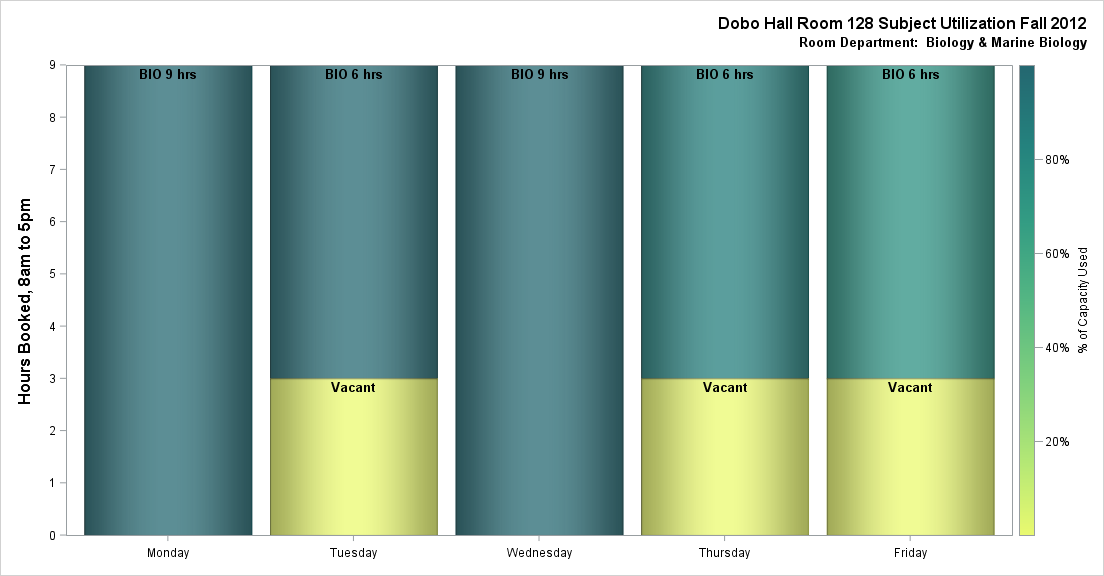 Dobo Hall Room 128 Subject Utilization Fall 2012
Room Department: Biology & Marine Biology
Hours Booked, 8am to 5pm
9
8
7
6
5
4
3
2
1
0
BIO 9 hrs
BIO 6 hrs
BIO 9 hrs
BIO 6 hrs
BIO 6 hrs
Vacant
Vacant
Vacant
Monday
Tuesday
Wednesday
Thursday
Friday
80%
60%
40%
20%
% of Capacity Used